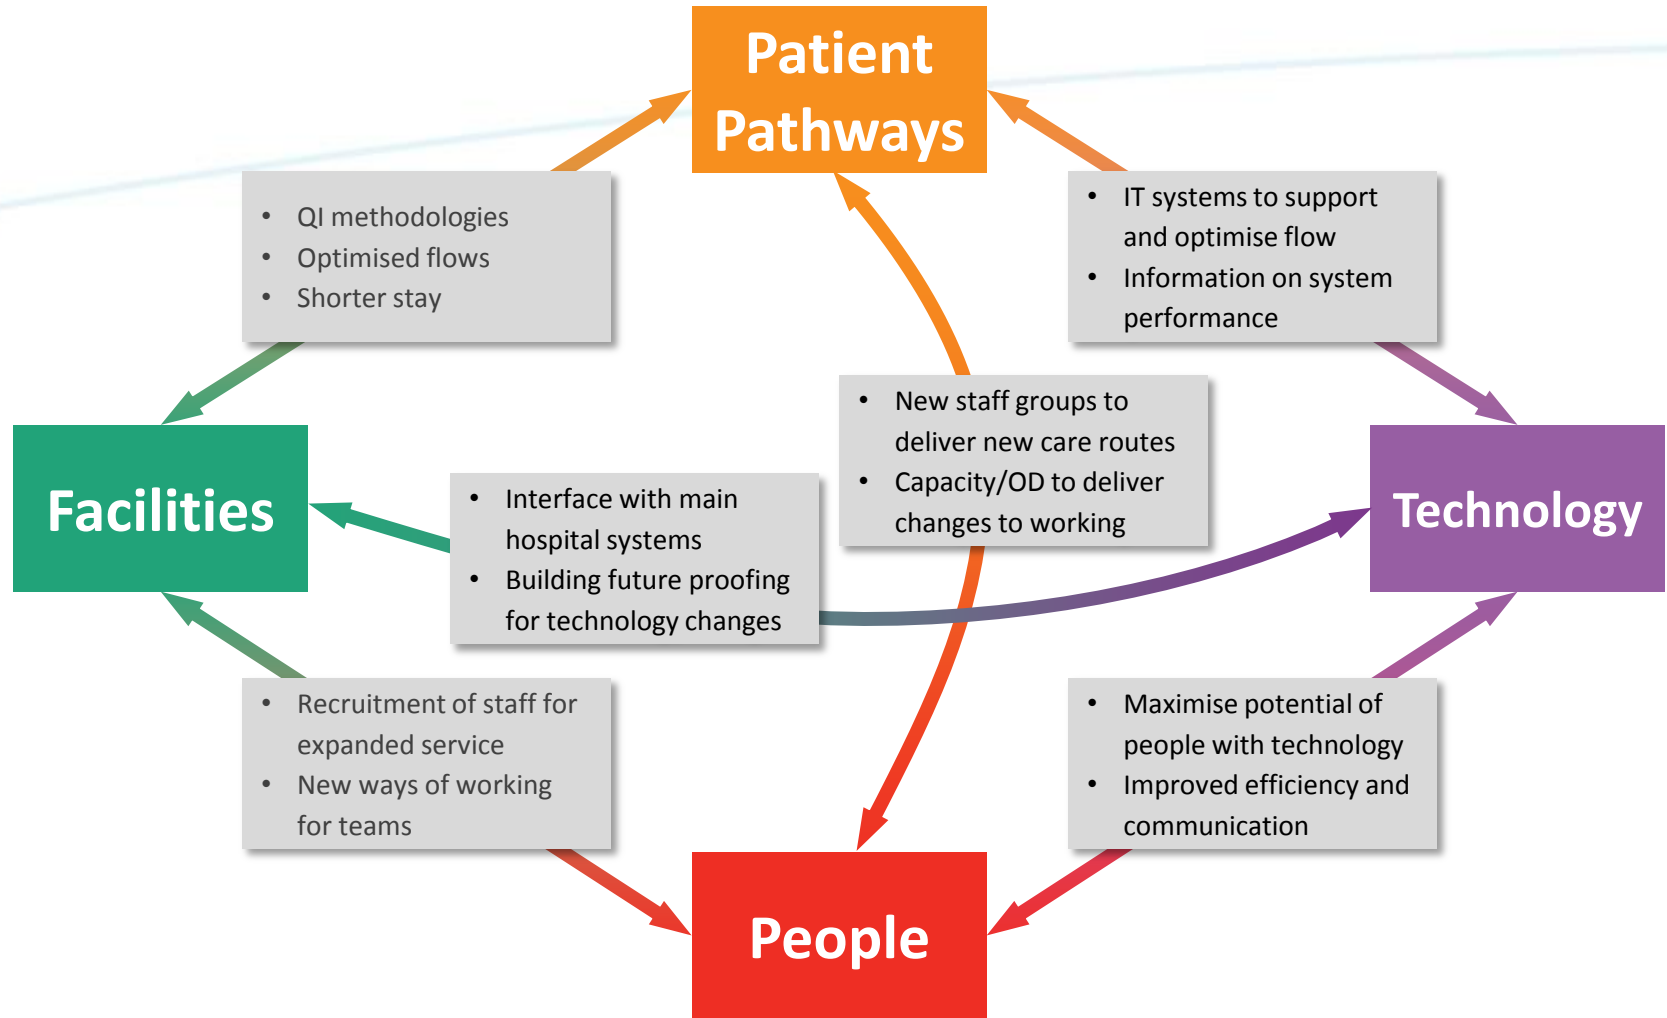 Patient
Pathways
• QI methodologies
• Optimised flows
• Shorter stay
• IT systems to support
and optimise flow
• Information on system
performance
• New staff groups to
deliver new care routes
• Capacity/OD to deliver
changes to working
Facilities
• Interface with main
hospital systems
• Building future proofing
for technology changes
Technology
• Recruitment of staff for
expanded service
• New ways of working
for teams
• Maximise potential of
people with technology
• Improved efficiency and
communication
People